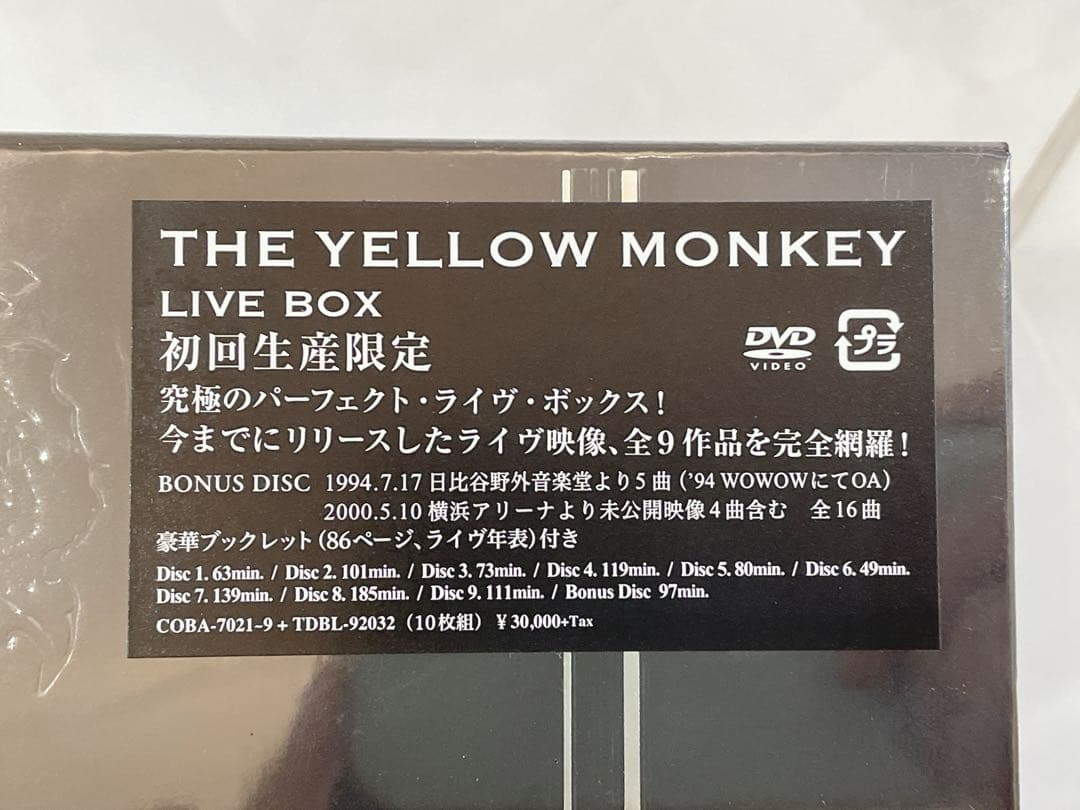 THE YELLOW MONKEY
LIVE BOX
初回生産限定
DVD
VIDEO
プラ
究極のパーフェクト・ライヴ・ボックス!
今までにリリースしたライヴ映像、全9作品を完全網羅!
BONUS DISC 1994.7.17 日比谷野外音楽堂より5曲('94 WOWOWにてOA)
2000.5.10 横浜アリーナより未公開映像4曲含む 全16曲
豪華ブックレット(86ページ、ライヴ年表)付き
Disc 1. 63min. / Disc 2. 101min. / Disc 3. 73min. / Disc 4. 119min. / Disc 5. 80min. / Disc 6. 49min.
Disc 7. 139min. / Disc 8. 185min. / Disc 9. 111min. / Bonus Disc 97min.
COBA-7021~9 + TDBL-92032 (10枚組) ¥30,000+Tax